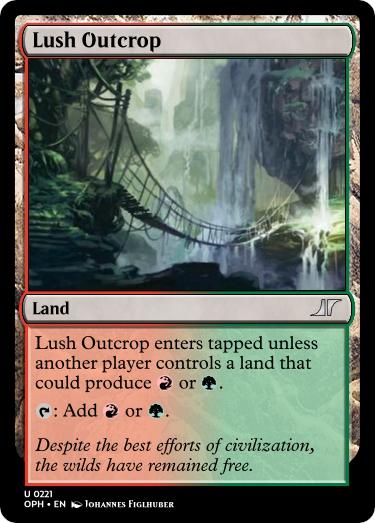 Lush Outcrop
Land
Lush Outcrop enters tapped unless
another player controls a land that
could produce or .
: Add or .
Despite the best efforts of civilization,
the wilds have remained free.
U 0221
OPH • EN Johannes Figlhuber